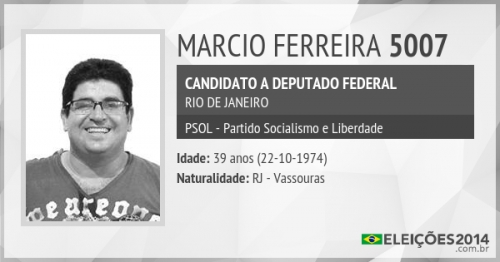 MARCIO FERREIRA 5007
CANDIDATO A DEPUTADO FEDERAL
RIO DE JANEIRO
PSOL - Partido Socialismo e Liberdade
Idade: 39 anos (22-10-1974)
Naturalidade: RJ - Vassouras
ELEIÇÕES2014
.com.br